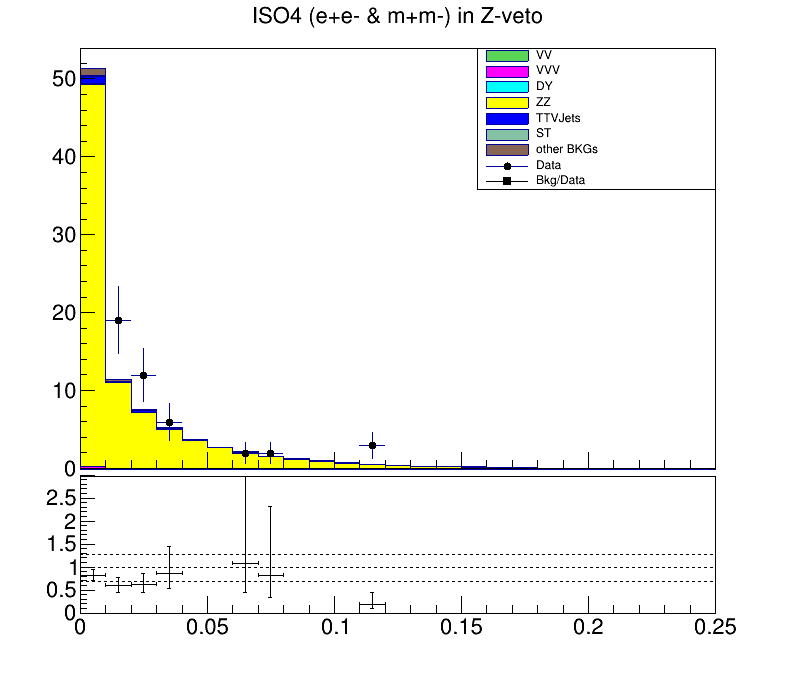 ISO4 (e+e- & m+m-) in Z-veto
VV
VVV
DY
ZZ
TTVJets
ST
other BKGs
Data
Bkg/Data
50
40
30
20
10
0
2.5
2
1.5
1
0.5
0
0 0.05 0.1 0.15 0.2 0.25